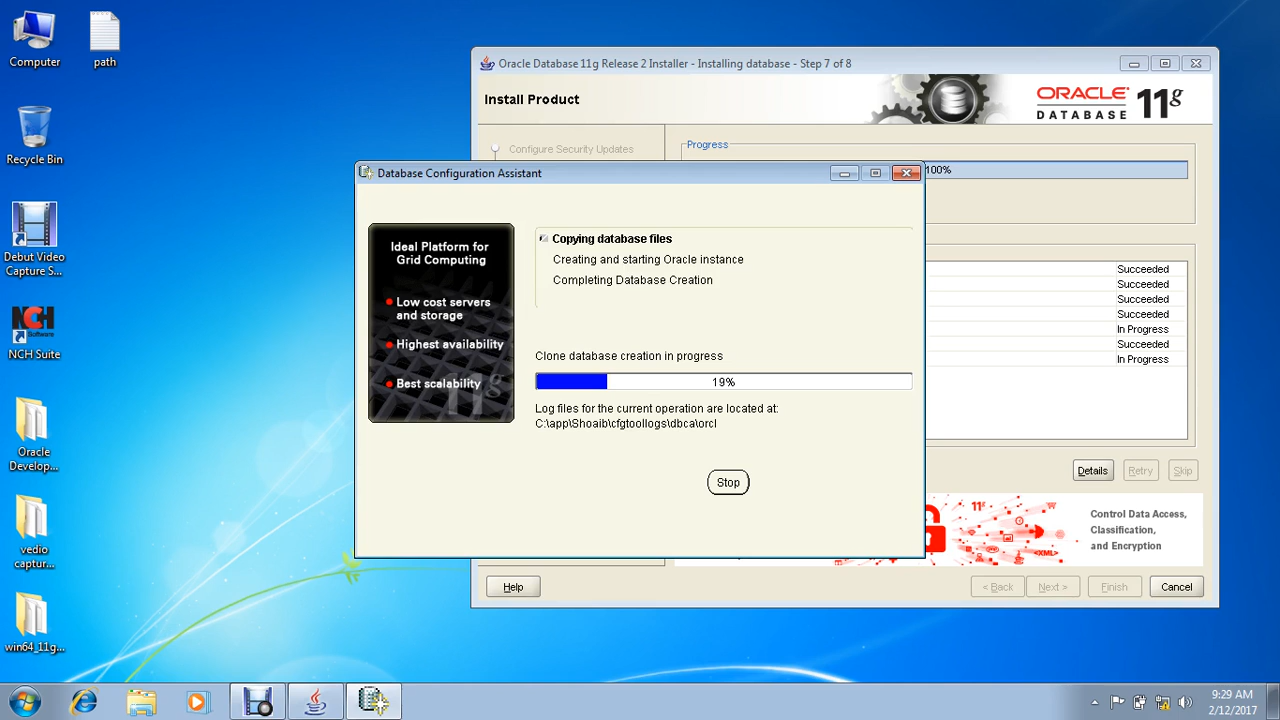 Computer
path
Recycle Bin
Debut Video
Capture S...
NCH
Software
NCH Suite
Oracle
Develop...
vedio
captur...
win64_11g...
Oracle Database 11g Release 2 Installer - Installing database - Step 7 of 8
Install Product
ORACLE
DATABASE
11g
Configure Security Updates
Progress
100%
Succeeded
Succeeded
Succeeded
Succeeded
In Progress
Succeeded
In Progress
Details
Retry
Skip
11g
<XML>
Control Data Access,
Classification,
and Encryption
Help
< Back
Next >
Finish
Cancel
Database Configuration Assistant
Ideal Platform for
Grid Computing
Low cost servers
and storage
Highest availability
Best scalability
11g
Copying database files
Creating and starting Oracle instance
Completing Database Creation
Clone database creation in progress
19%
Log files for the current operation are located at:
C:\app\Shoaib\cfgtoollogs\dbca\orcl
Stop
9:29 AM
2/12/2017